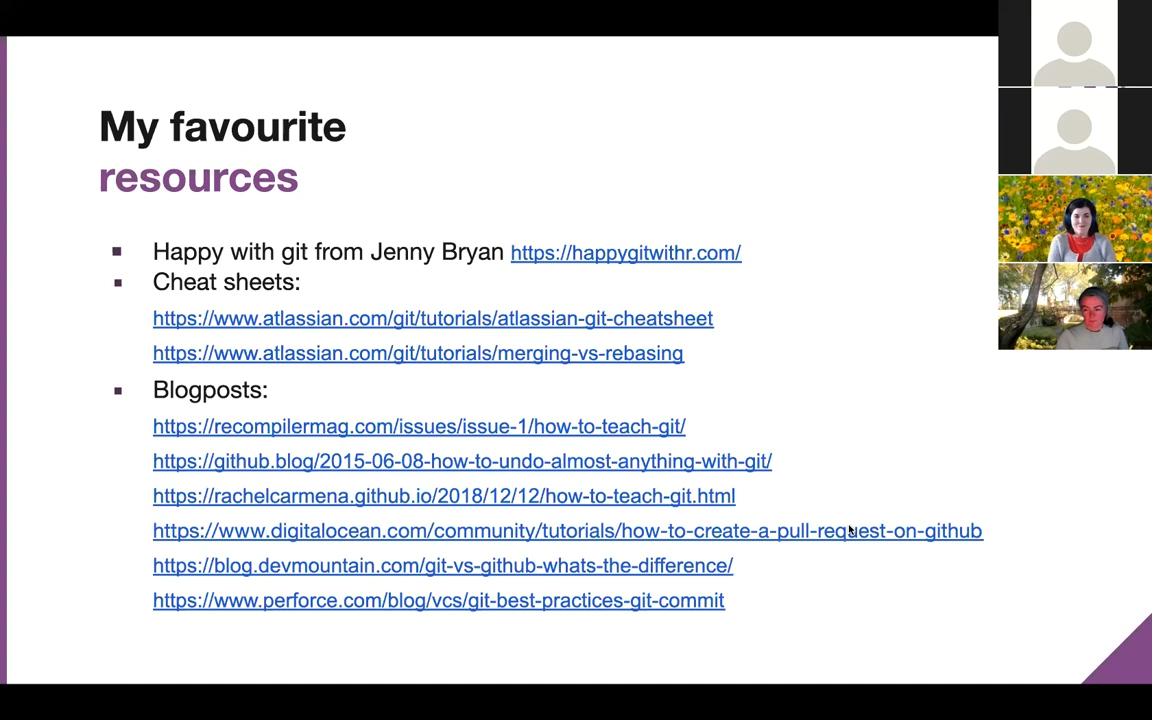 My favourite
resources
Happy with git from Jenny Bryan https://happygitwithr.com/
Cheat sheets:
https://www.atlassian.com/git/tutorials/atlassian-git-cheatsheet
https://www.atlassian.com/git/tutorials/merging-vs-rebasing
Blogposts:
https://recompilermag.com/issues/issue-1/how-to-teach-git/
https://github.blog/2015-06-08-how-to-undo-almost-anything-with-git/
https://rachelcarmena.github.io/2018/12/12/how-to-teach-git.html
https://www.digitalocean.com/community/tutorials/how-to-create-a-pull-request-on-github
https://blog.devmountain.com/git-vs-github-whats-the-difference/
https://www.perforce.com/blog/vcs/git-best-practices-git-commit